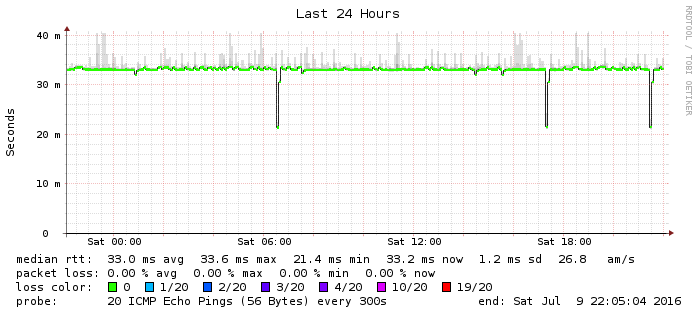 Last 24 Hours
RRDTOOL / TOBI OETIKER
Seconds
40 m
30 m
20 m
10 m
0
Sat 00:00 Sat 06:00 Sat 12:00 Sat 18:00
median rtt: 33.0 ms avg 33.6 ms max 21.4 ms min 33.2 ms now 1.2 ms sd 26.8 am/s
packet loss: 0.00 % avg 0.00 % max 0.00 % min 0.00 % now
loss color: 0 1/20 2/20 3/20 4/20 10/20 19/20
probe: 20 ICMP Echo Pings (56 Bytes) every 300s end: Sat Jul 9 22:05:04 2016